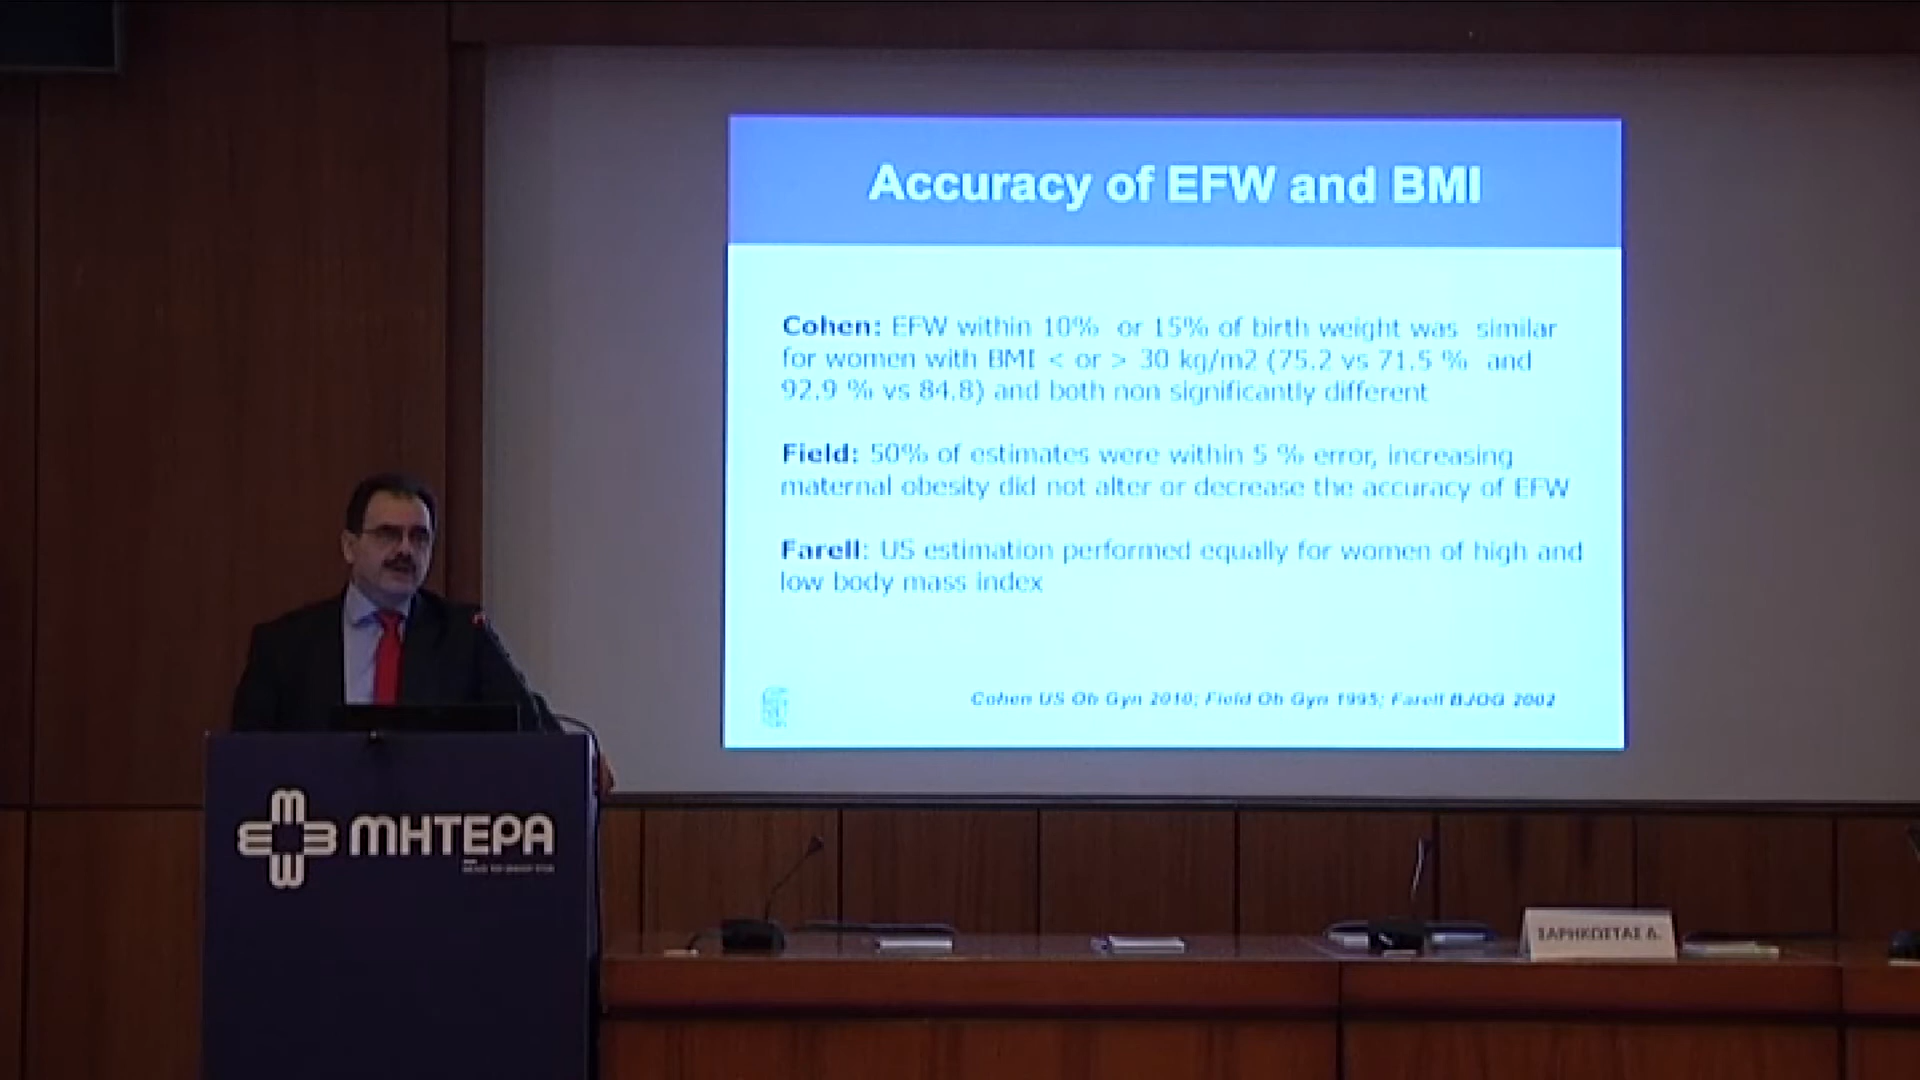 Accuracy of EFW and BMI
Cohen: EFW within 10% or 15% of birth weight was similar
for women with BMI < or > 30 kg/m2 (75.2 vs 71.5 % and
92.9 % vs 84.8) and both non significantly different
Field: 50% of estimates were within 5 % error, increasing
maternal obesity did not alter or decrease the accuracy of EFW
Farell: US estimation performed equally for women of high and
low body mass index
Cohen US Ob Gyn 2010; Field Ob Gyn 1995; Farell BJOG 2002
ΜΗΤΕΡΑ
ΣΑΡΗΚΩΣΤΑΣ Δ.